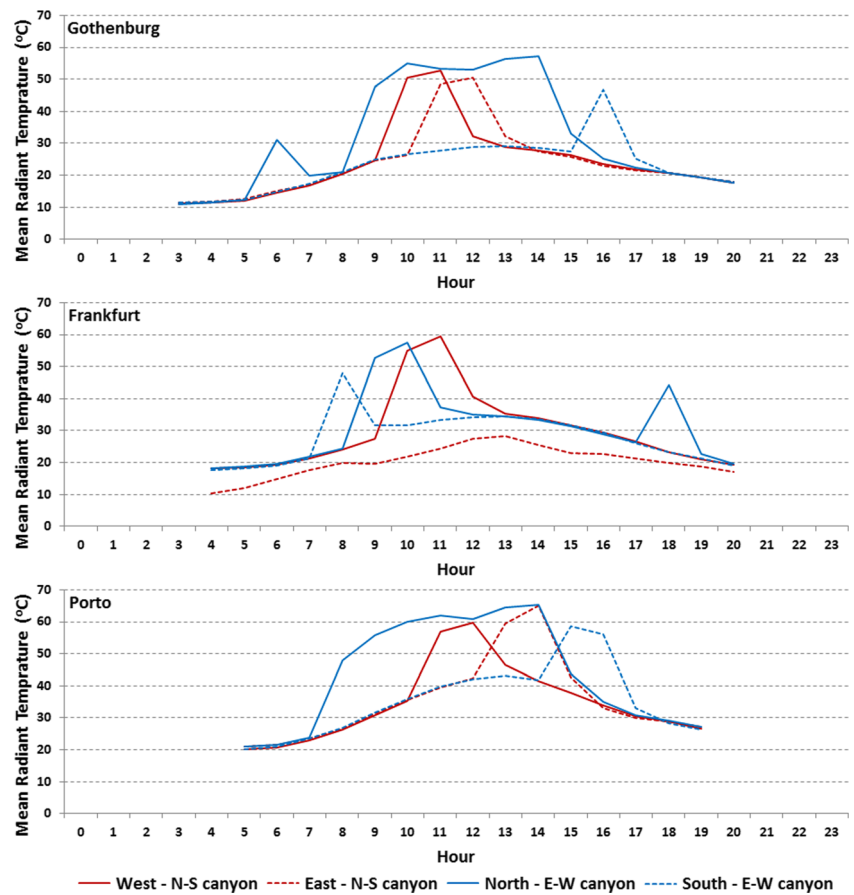 Gothenburg
Mean Radiant Temprature (°C)
70
60
50
40
30
20
10
0
0 1 2 3 4 5 6 7 8 9 10 11 12 13 14 15 16 17 18 19 20 21 22 23
Hour
Frankfurt
Mean Radiant Temprature (°C)
70
60
50
40
30
20
10
0
0 1 2 3 4 5 6 7 8 9 10 11 12 13 14 15 16 17 18 19 20 21 22 23
Hour
Porto
Mean Radiant Temprature (°C)
70
60
50
40
30
20
10
0
0 1 2 3 4 5 6 7 8 9 10 11 12 13 14 15 16 17 18 19 20 21 22 23
Hour
West - N-S canyon East - N-S canyon North - E-W canyon South - E-W canyon